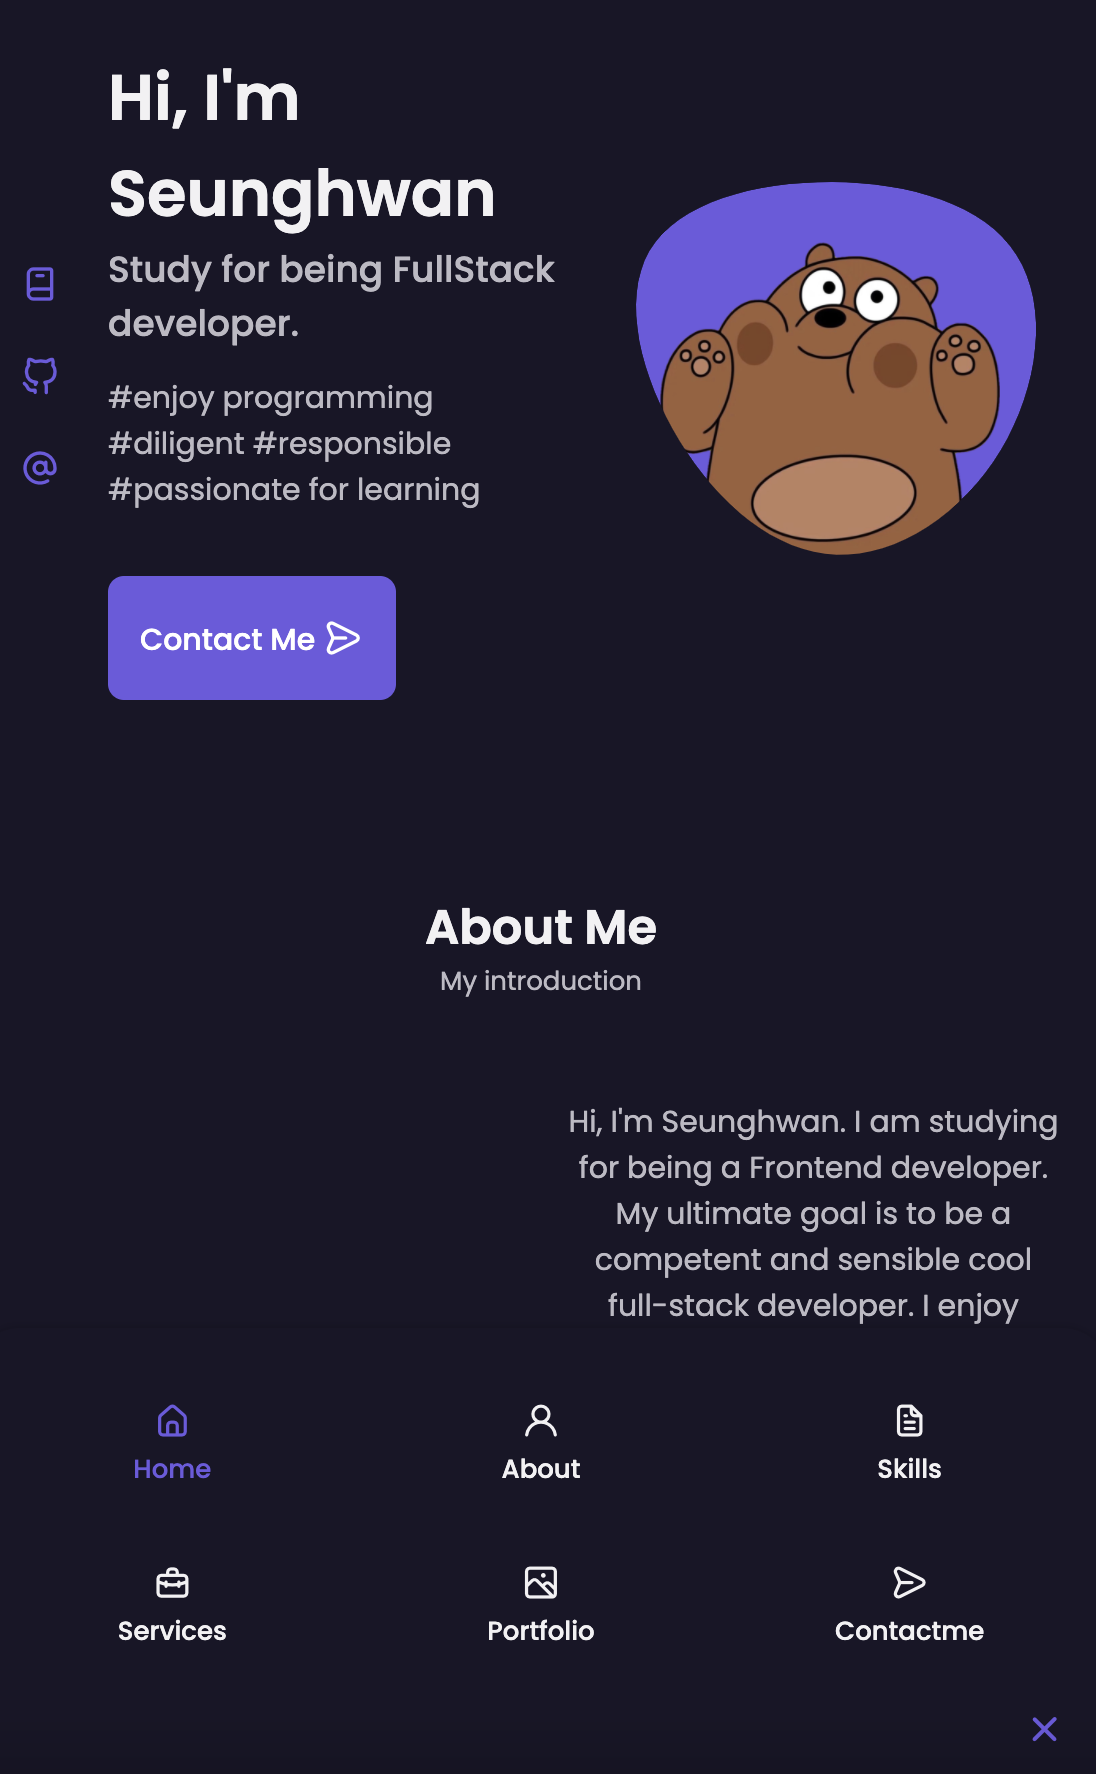 Hi, I'm
Seunghwan
Study for being FullStack
developer.
#enjoy programming
#diligent #responsible
#passionate for learning
Contact Me
About Me
My introduction
Hi, I'm Seunghwan. I am studying
for being a Frontend developer.
My ultimate goal is to be a
competent and sensible cool
full-stack developer. I enjoy
Home
About
Skills
Services
Portfolio
Contactme